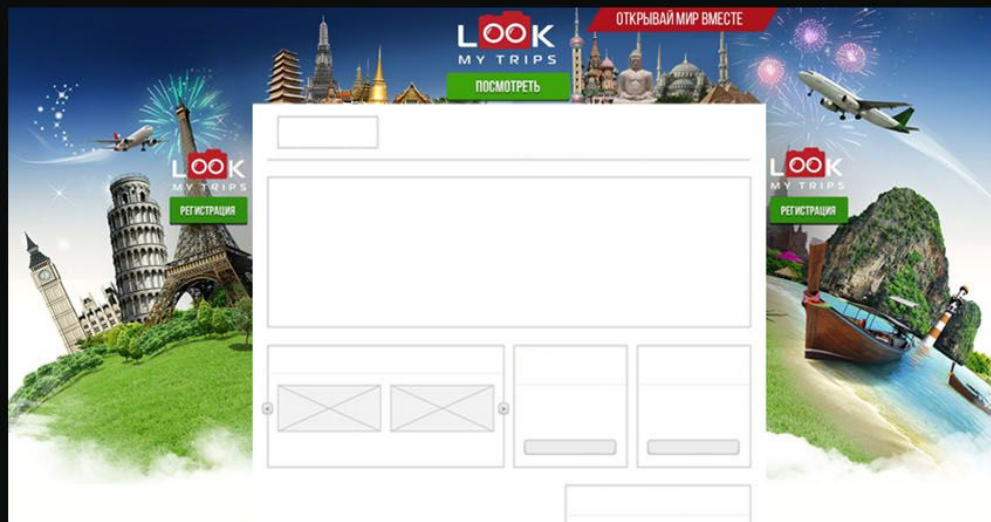 ОТКРЫВАЙ МИР ВМЕСТЕ
LOOK
MY TRIPS
ПОСМОТРЕТЬ
LOOK
MY TRIPS
РЕГИСТРАЦИЯ
LOOK
MY TRIPS
РЕГИСТРАЦИЯ